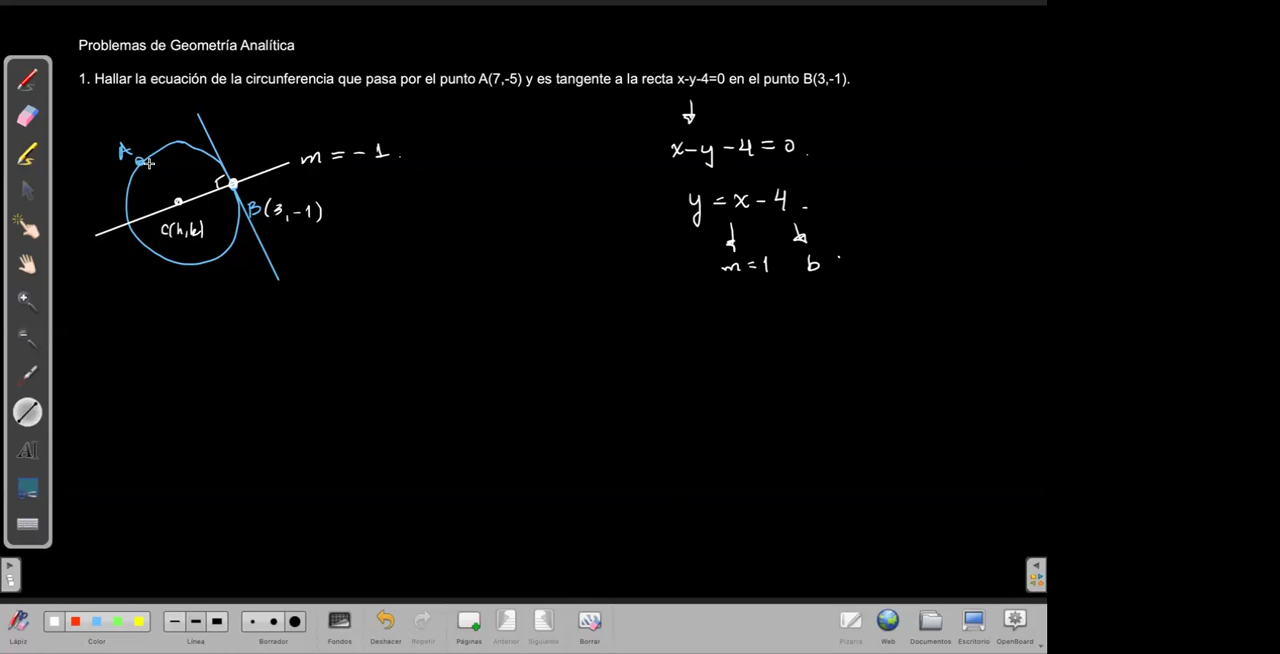 Problemas de Geometría Analítica
1. Hallar la ecuación de la circunferencia que pasa por el punto A(7,-5) y es tangente a la recta x-y-4=0 en el punto B(3,-1).
A
m = - 1 .
B(3,-1)
C(h,k)
x - y - 4 = 0 .
y = x - 4 .
m = 1 b
AI
Lápiz Color Línea Borrador Fondos Deshacer Repetir Páginas Anterior Siguiente Borrar Pizarra Web Documentos Escritorio OpenBoard